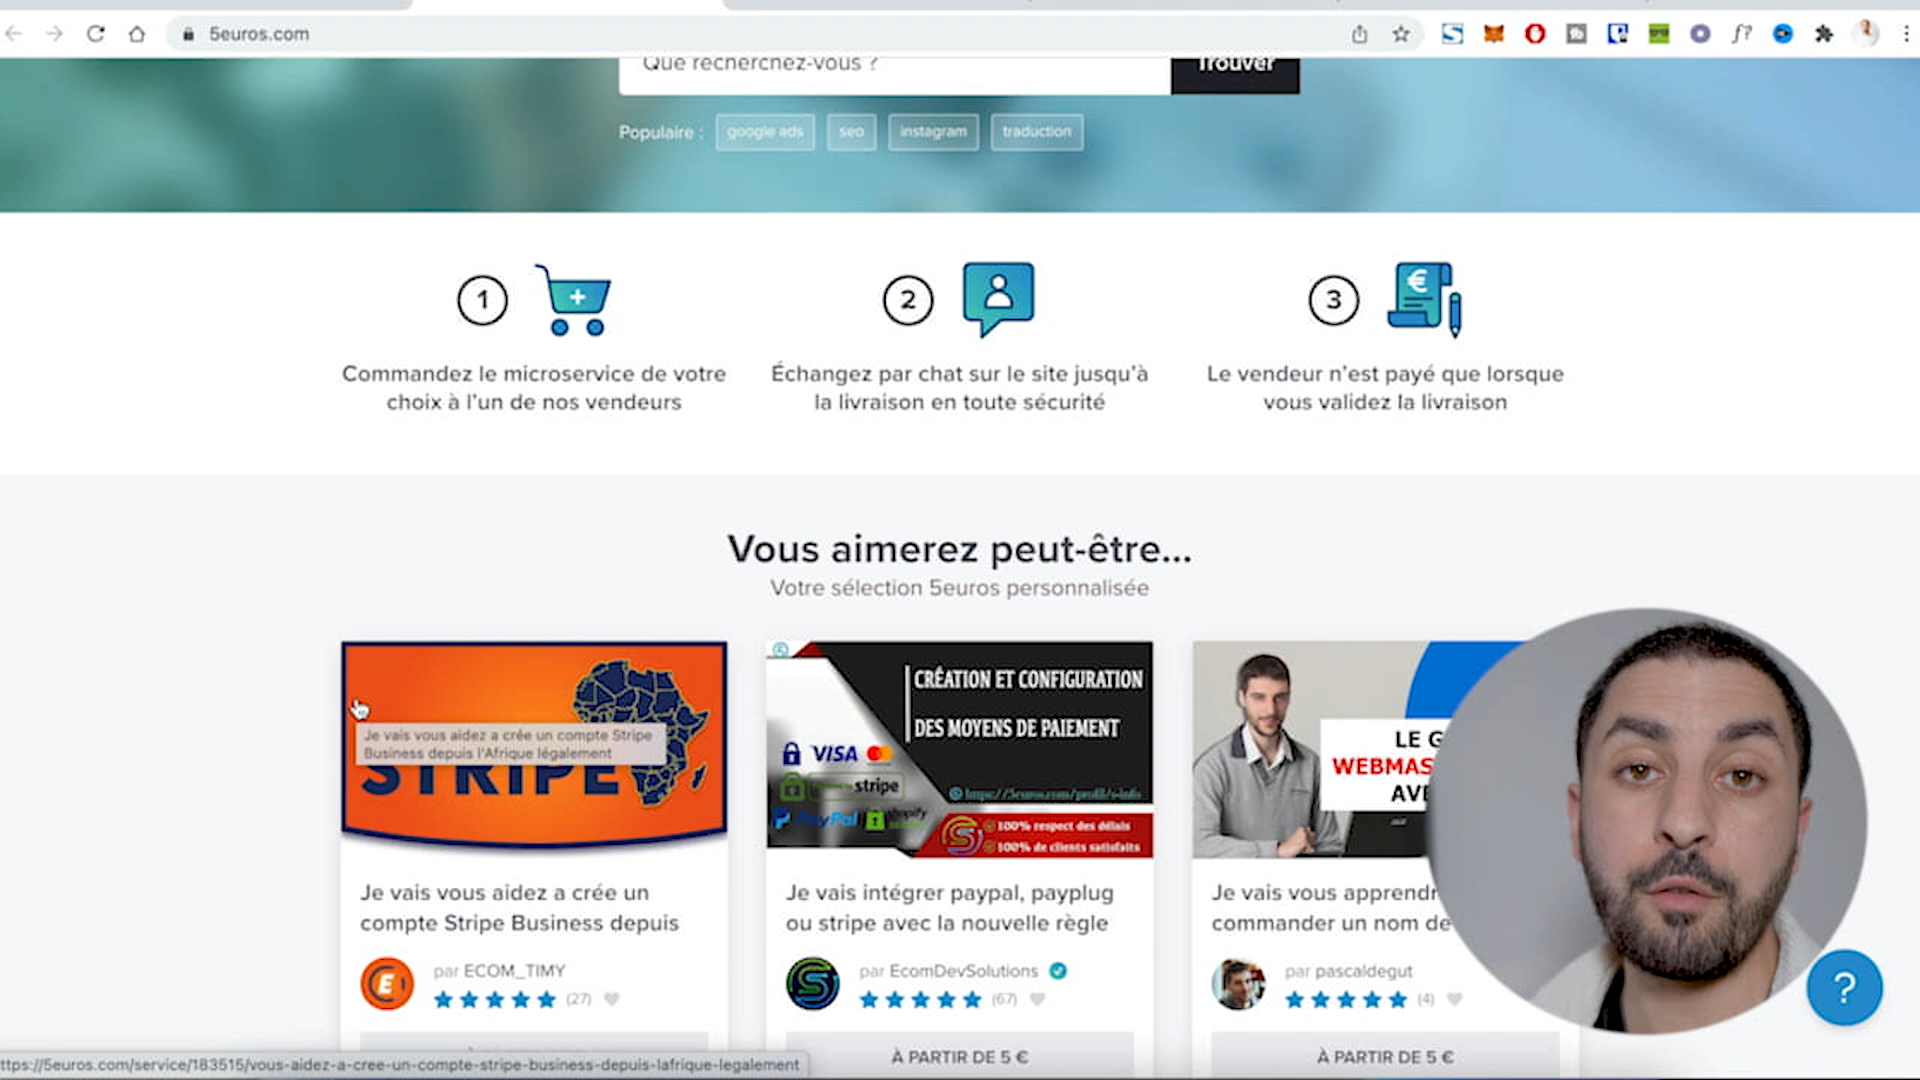 5euros.com
Que recherchez-vous ?
Trouver
Populaire :
google ads
seo
instagram
traduction
1
2
3
€
Commandez le microservice de votre
choix à l'un de nos vendeurs
Échangez par chat sur le site jusqu'à
la livraison en toute sécurité
Le vendeur n'est payé que lorsque
vous validez la livraison
Vous aimerez peut-être...
Votre sélection 5euros personnalisée
Je vais vous aidez a crée un compte Stripe
Business depuis l'Afrique légalement
STRIPE
Je vais vous aidez a crée un
compte Stripe Business depuis
E
par ECOM_TIMY
(27)
CRÉATION ET CONFIGURATION
DES MOYENS DE PAIEMENT
VISA
stripe
PayPal
shopify
100% respect des délais
100% de clients satisfaits
Je vais intégrer paypal, payplug
ou stripe avec la nouvelle règle
S
par EcomDevSolutions
(67)
À PARTIR DE 5 €
LE G
WEBMAS
AVE
Je vais vous apprendr
commander un nom de
par pascaldegut
(4)
À PARTIR DE 5 €
?
ttps://5euros.com/service/183515/vous-aidez-a-cree-un-compte-stripe-business-depuis-lafrique-legalement